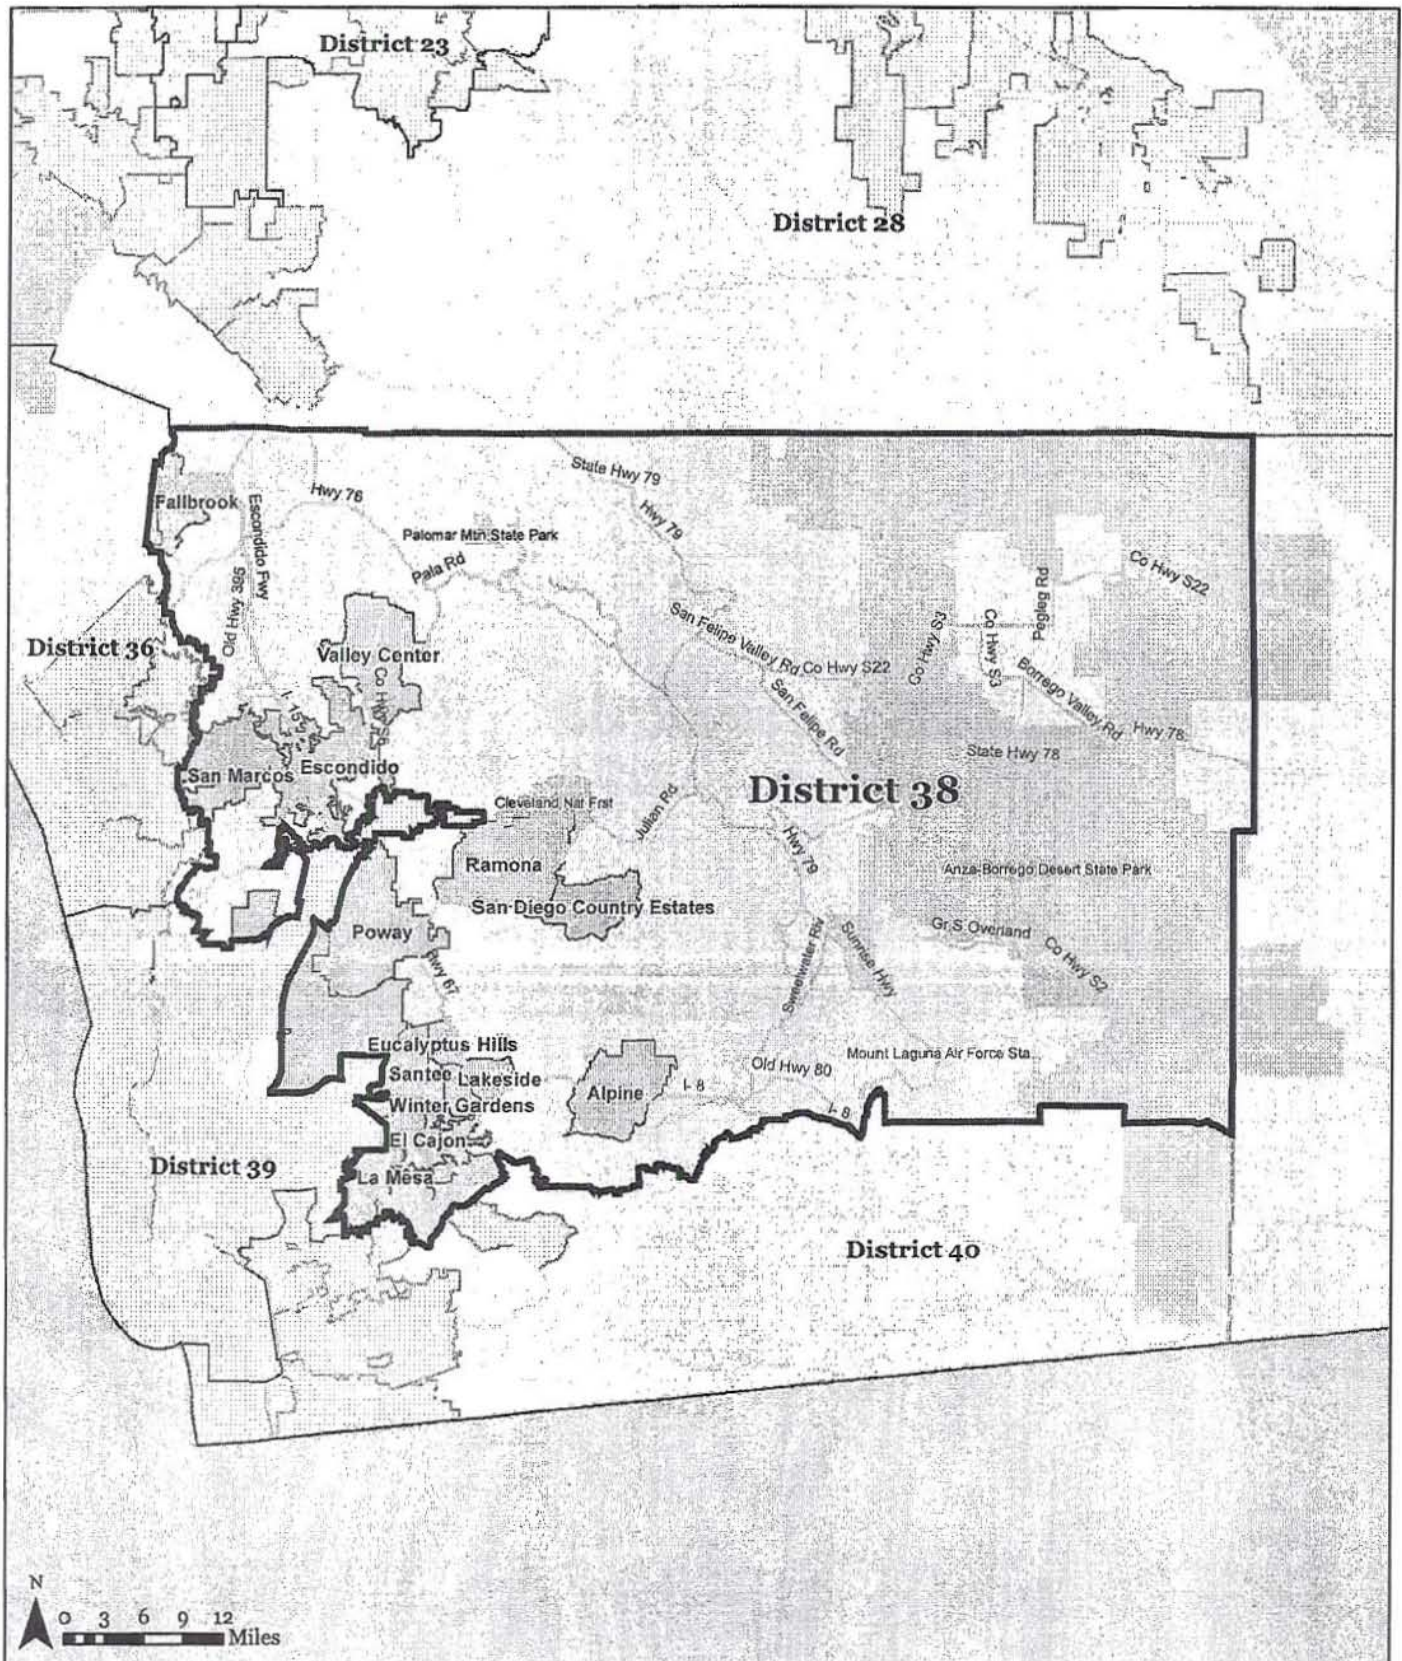 District 23
District 28
State Hwy 79
Hwy 76
Fallbrook
Escondido Fwy
Hwy 79
Palomar Mtn State Park
Pala Rd
Co Hwy S22
Pegleg Rd
Old Hwy 395
District 36
San Felipe Valley Rd
Co Hwy S22
Co Hwy S3
Co Hwy S3
Valley Center
Co Hwy S6
Borrego Valley Rd
Hwy 78
I- 15
San Felipe Rd
State Hwy 78
San Marcos
Escondido
District 38
Cleveland Nat Frst
Julian Rd
Hwy 79
Ramona
Anza-Borrego Desert State Park
San Diego Country Estates
Poway
Gr S Overland
Co Hwy S2
Sweetwater Riv
Sunrise Hwy
Hwy 67
Eucalyptus Hills
Mount Laguna Air Force Sta...
Santee
Lakeside
Old Hwy 80
Alpine
I- 8
Winter Gardens
I- 8
El Cajon
District 39
La Mesa
District 40
N
0 3 6 9 12
Miles